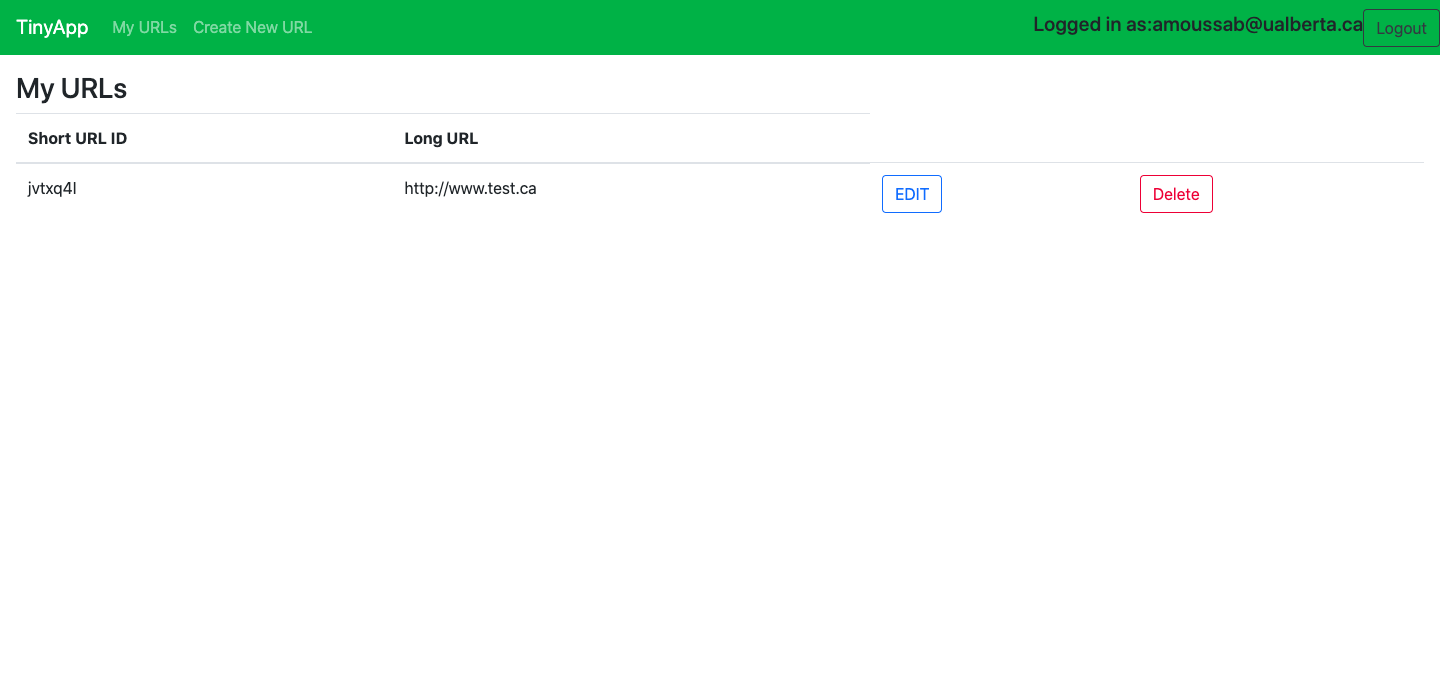 TinyApp My URLs Create New URL Logged in as:amoussab@ualberta.ca Logout
My URLs
Short URL ID Long URL
jvtxq4l http://www.test.ca EDIT Delete